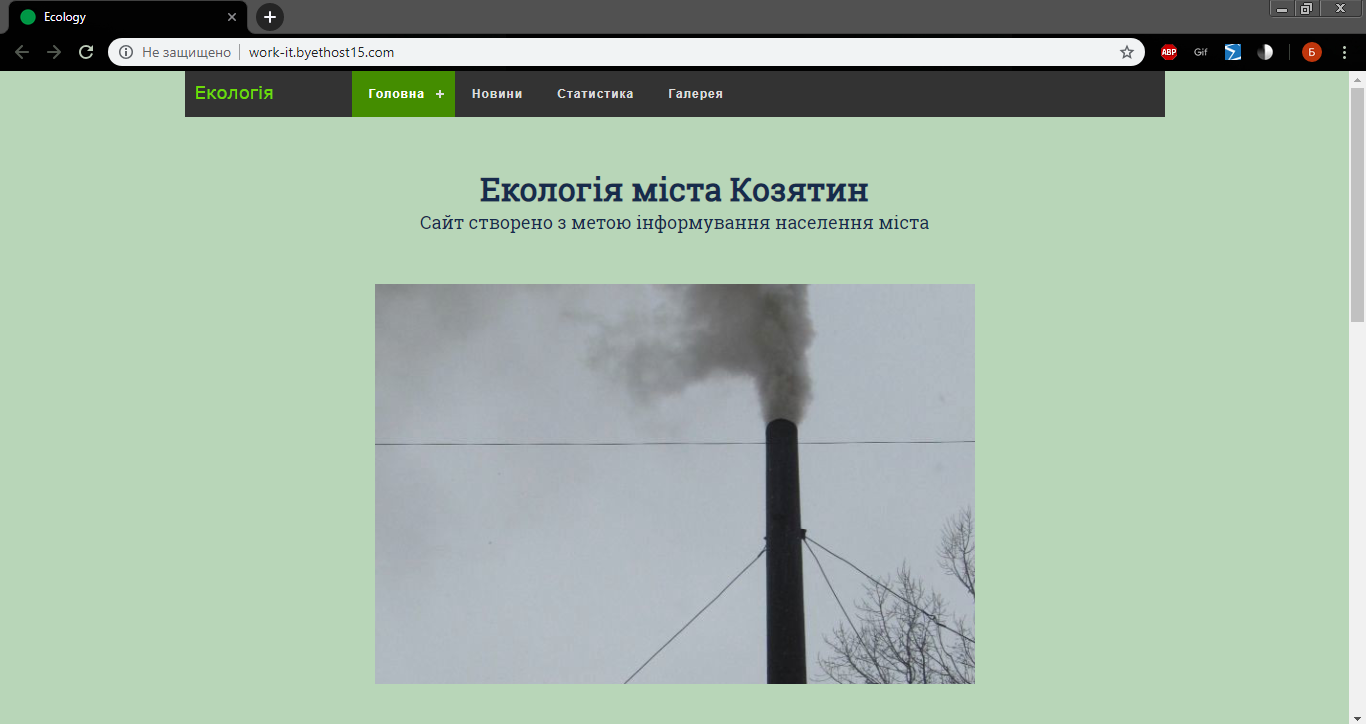 Ecology
Не защищено work-it.byethost15.com
ABP Gif Б
Екологія Головна + Новини Статистика Галерея
Екологія міста Козятин
Сайт створено з метою інформування населення міста